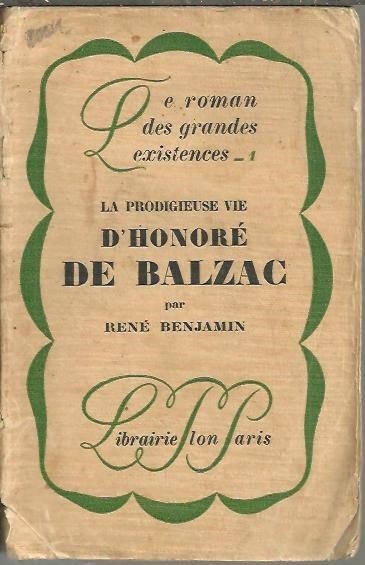 Le roman
des grandes
existences _ 1
LA PRODIGIEUSE VIE
D'HONORÉ
DE BALZAC
par
RENÉ BENJAMIN
Librairie Plon Paris